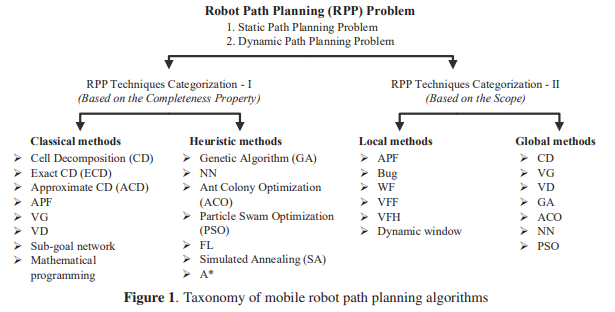 Robot Path Planning (RPP) Problem
1. Static Path Planning Problem
2. Dynamic Path Planning Problem
RPP Techniques Categorization - I
(Based on the Completeness Property)
Classical methods
➢ Cell Decomposition (CD)
➢ Exact CD (ECD)
➢ Approximate CD (ACD)
➢ APF
➢ VG
➢ VD
➢ Sub-goal network
➢ Mathematical
programming
Heuristic methods
➢ Genetic Algorithm (GA)
➢ NN
➢ Ant Colony Optimization
(ACO)
➢ Particle Swam Optimization
(PSO)
➢ FL
➢ Simulated Annealing (SA)
➢ A*
RPP Techniques Categorization - II
(Based on the Scope)
Local methods
➢ APF
➢ Bug
➢ WF
➢ VFF
➢ VFH
➢ Dynamic window
Global methods
➢ CD
➢ VG
➢ VD
➢ GA
➢ ACO
➢ NN
➢ PSO
Figure 1. Taxonomy of mobile robot path planning algorithms